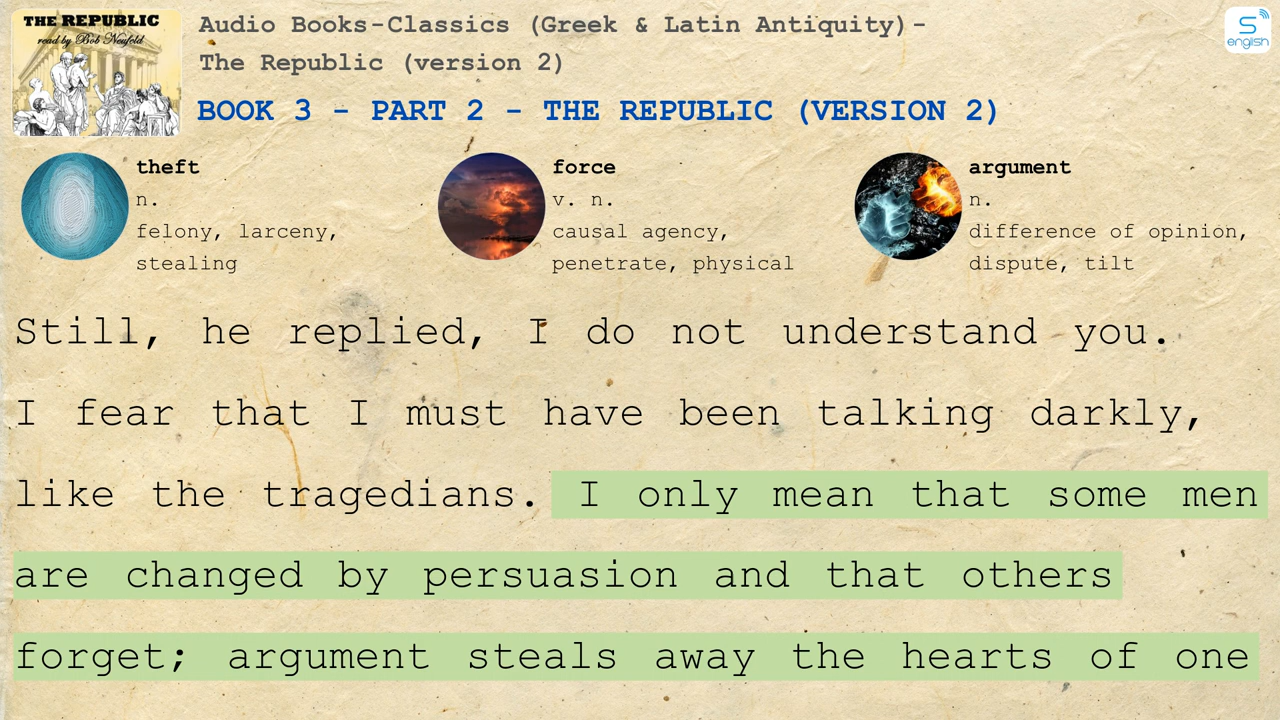 THE REPUBLIC
read by Bob Neufeld
Audio Books-Classics (Greek & Latin Antiquity)-
The Republic (version 2)
BOOK 3 - PART 2 - THE REPUBLIC (VERSION 2)
S
english
theft
n.
felony, larceny,
stealing
force
v. n.
causal agency,
penetrate, physical
argument
n.
difference of opinion,
dispute, tilt
Still, he replied, I do not understand you.
I fear that I must have been talking darkly,
like the tragedians. I only mean that some men
are changed by persuasion and that others
forget; argument steals away the hearts of one